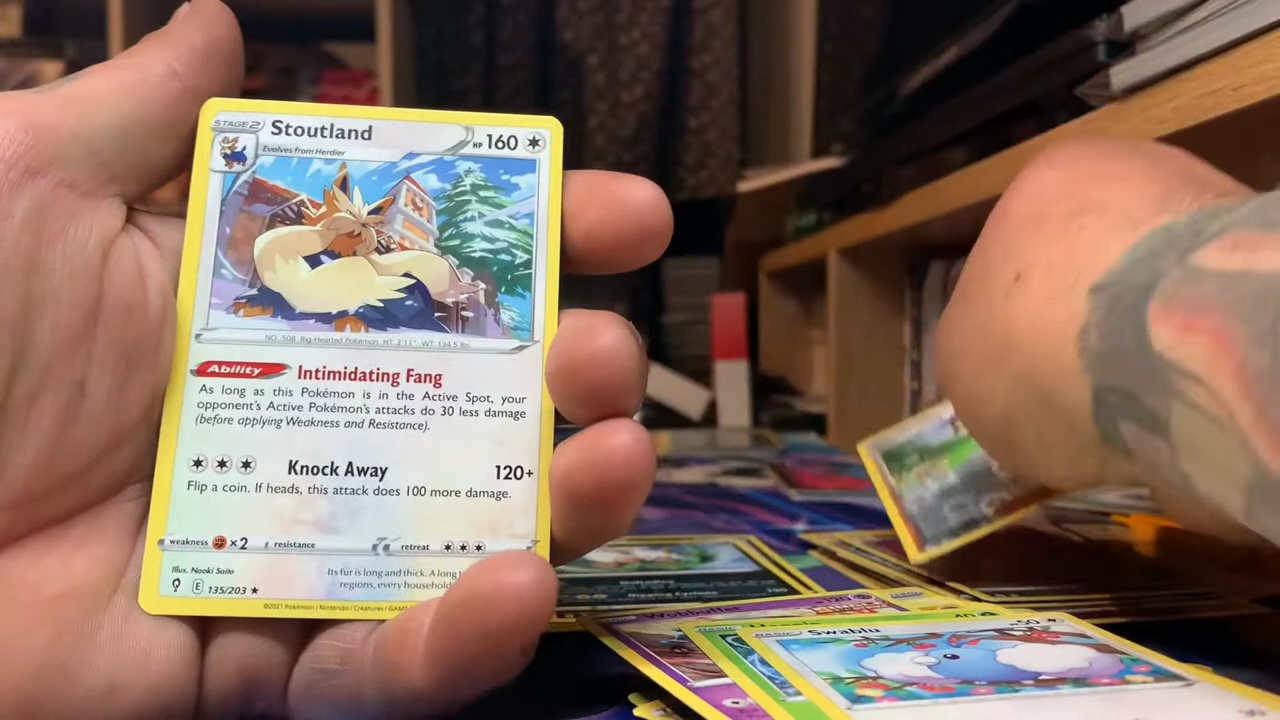 STAGE 2 Stoutland HP 160
Evolves from Herdier
NO. 508 Big-Hearted Pokémon HT: 3'11" WT: 134.5 lbs.
Ability Intimidating Fang
As long as this Pokémon is in the Active Spot, your
opponent's Active Pokémon's attacks do 30 less damage
(before applying Weakness and Resistance).
Knock Away 120+
Flip a coin. If heads, this attack does 100 more damage.
weakness ×2 resistance retreat
Illus. Naoki Saito
Its fur is long and thick. A long
regions, every household
E 135/203 ★
©2021 Pokémon / Nintendo / Creatures / GAM
BASIC Swablu 50
BASIC